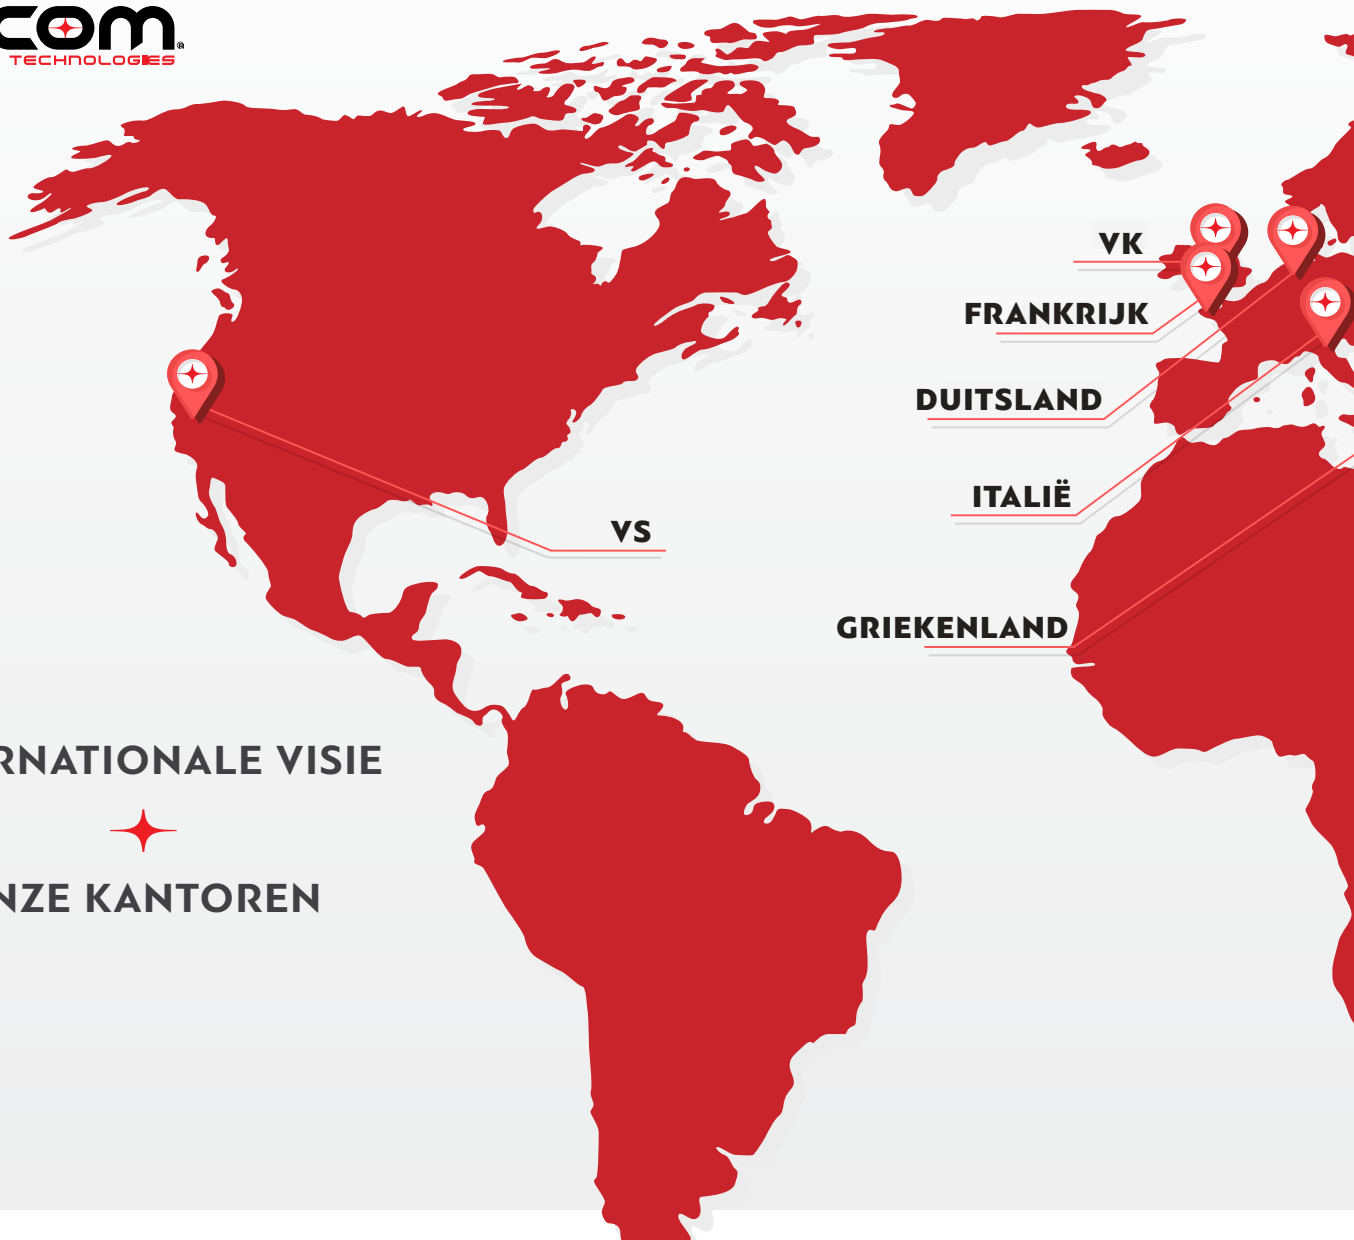 COM®
TECHNOLOGIES
VK
FRANKRIJK
DUITSLAND
ITALIË
VS
GRIEKENLAND
RNATIONALE VISIE
NZE KANTOREN